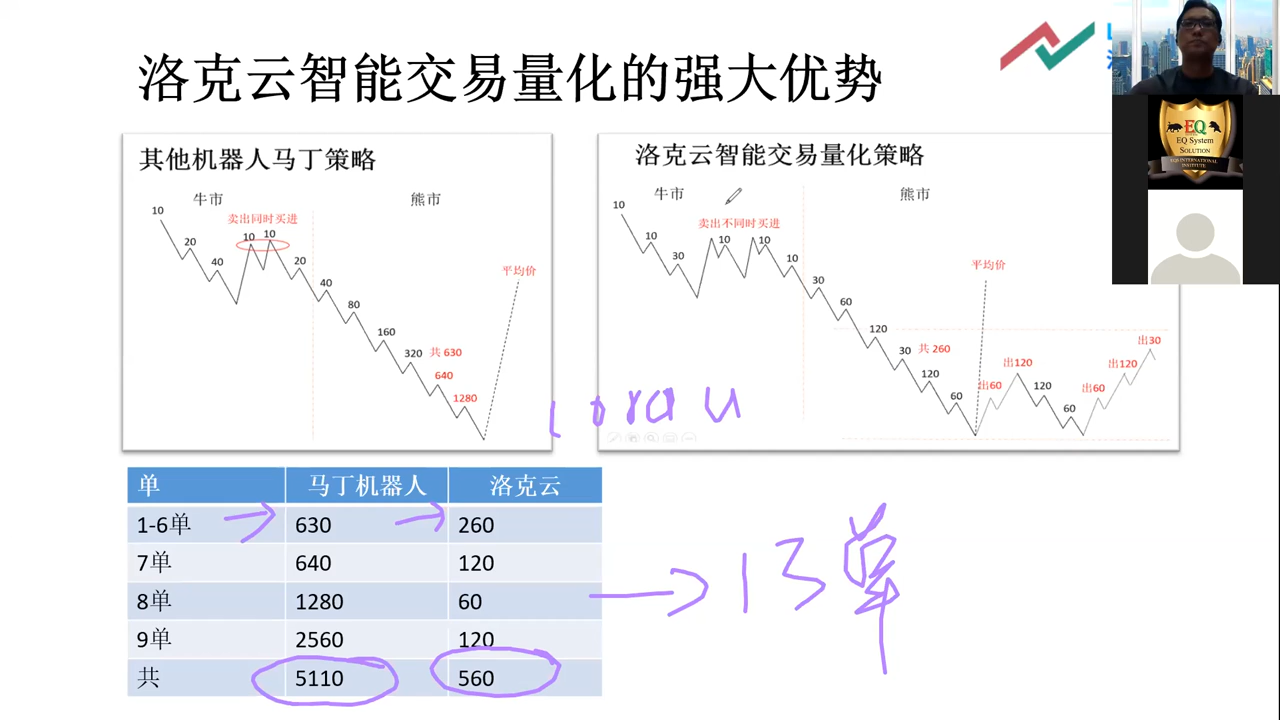 洛克云智能交易量化的强大优势
EQ
EQ System
SOLUTION
EQS INTERNATIONAL
INSTITUTE
其他机器人马丁策略
牛市
熊市
10
卖出同时买进
10
10
20
20
平均价
40
40
80
160
320
共 630
640
1280
洛克云智能交易量化策略
牛市
熊市
10
卖出不同时买进
10
10
10
30
10
平均价
30
60
120
30
共 260
120
60
出60
出120
120
60
出60
出120
出30
单 马丁机器人 洛克云
1-6单 630 260
7单 640 120
8单 1280 60
9单 2560 120
共 5110 560
13单